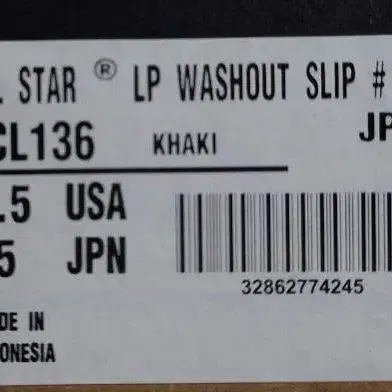 L STAR ® LP WASHOUT SLIP #
CL136 KHAKI JP
.5 USA
5 JPN
32862774245
DE IN
ONESIA